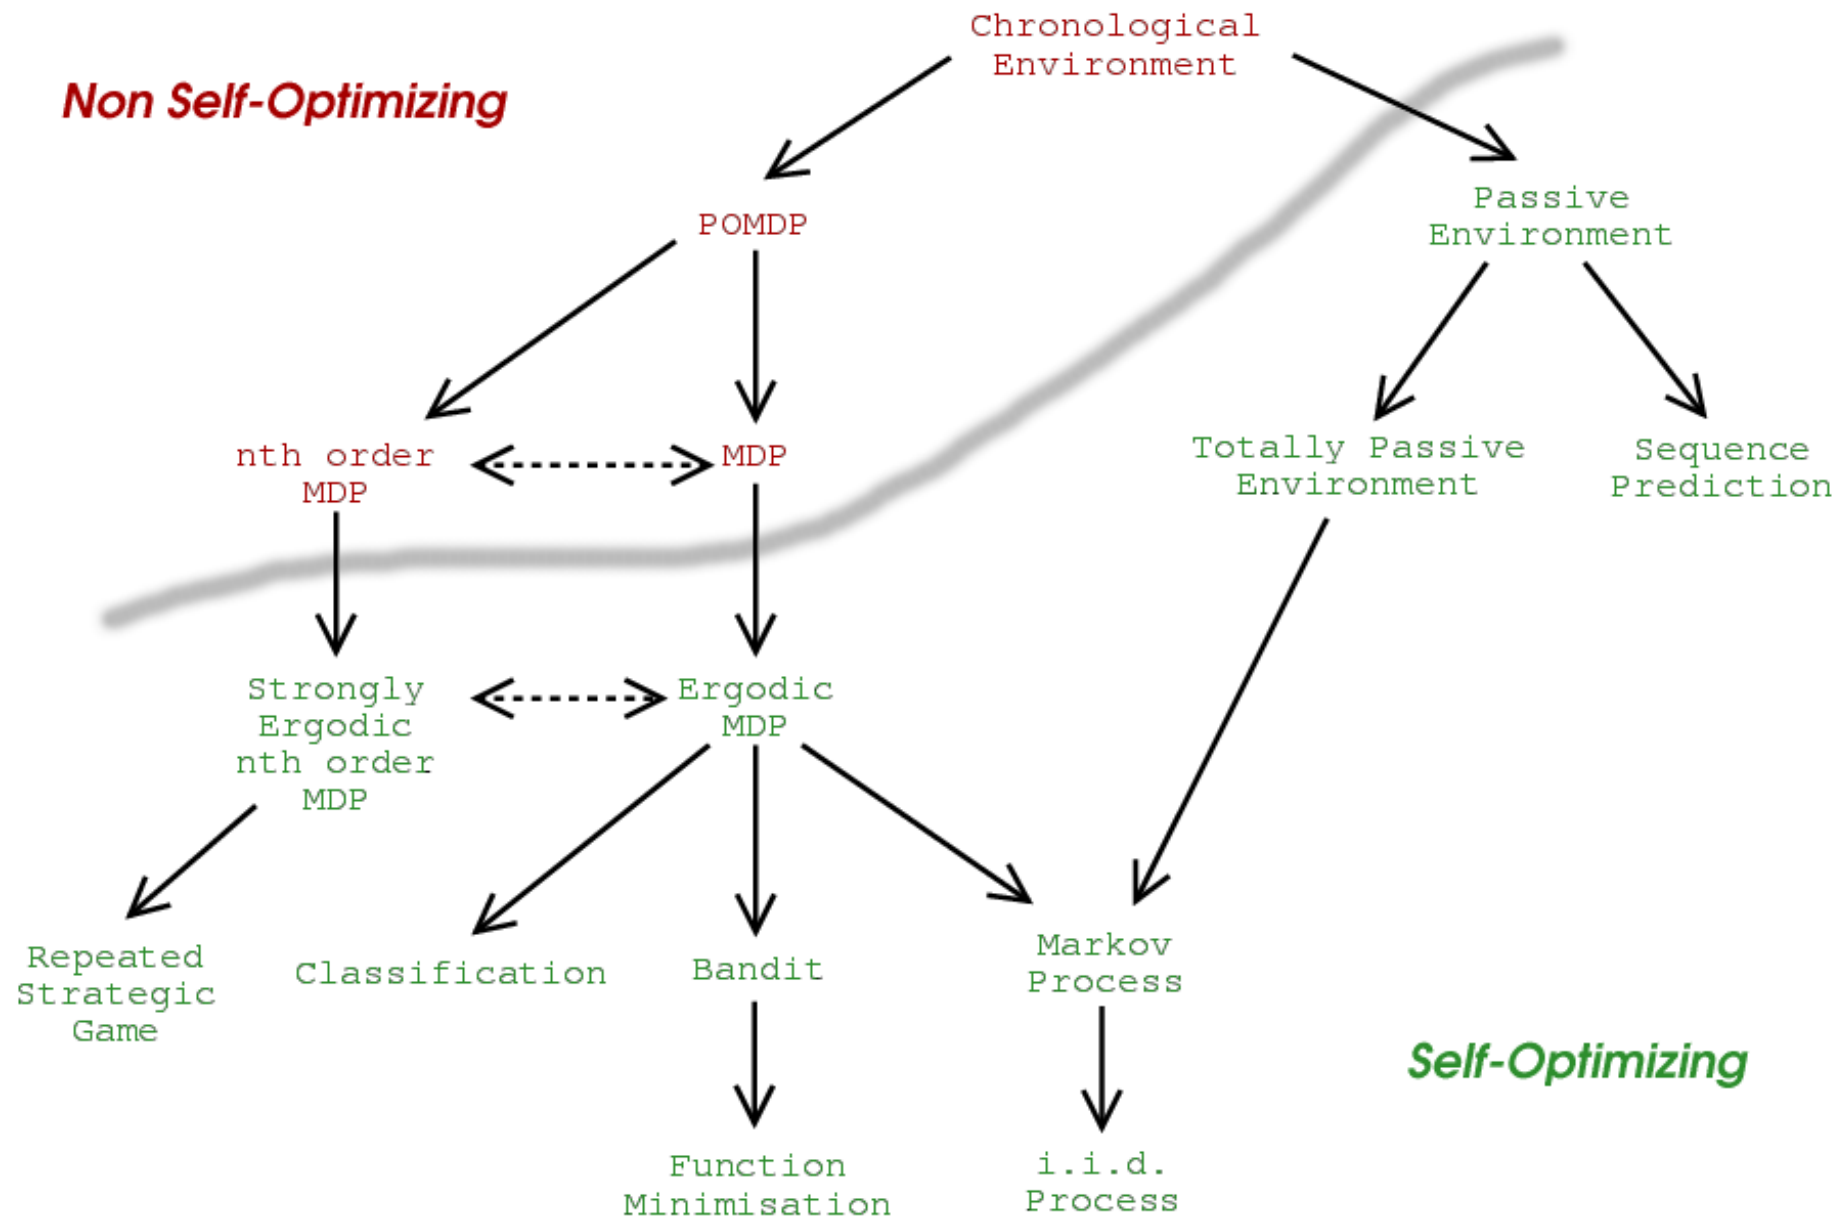 Chronological
Environment
Non Self-Optimizing
Passive
Environment
POMDP
nth order
MDP
MDP
Totally Passive
Environment
Sequence
Prediction
Strongly
Ergodic
nth order
MDP
Ergodic
MDP
Repeated
Strategic
Game
Classification
Bandit
Markov
Process
Self-Optimizing
Function
Minimisation
i.i.d.
Process